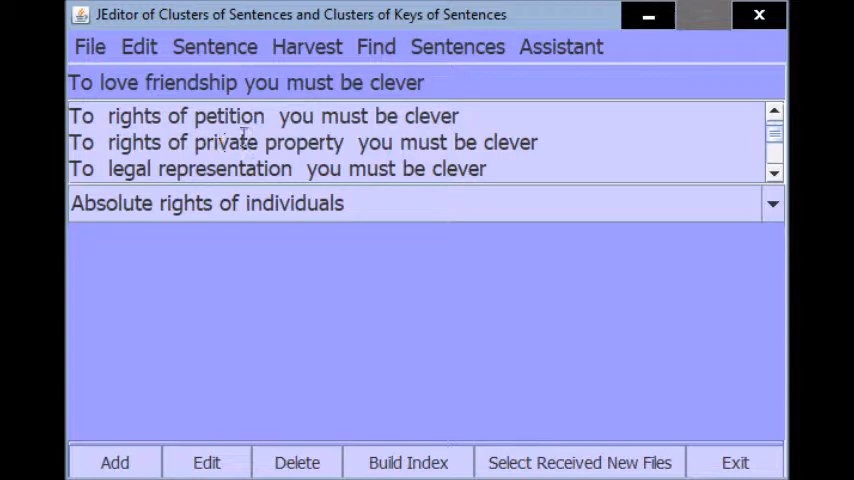 JEditor of Clusters of Sentences and Clusters of Keys of Sentences
File Edit Sentence Harvest Find Sentences Assistant
To love friendship you must be clever
To rights of petition you must be clever
To rights of private property you must be clever
To legal representation you must be clever
Absolute rights of individuals
Add Edit Delete Build Index Select Received New Files Exit